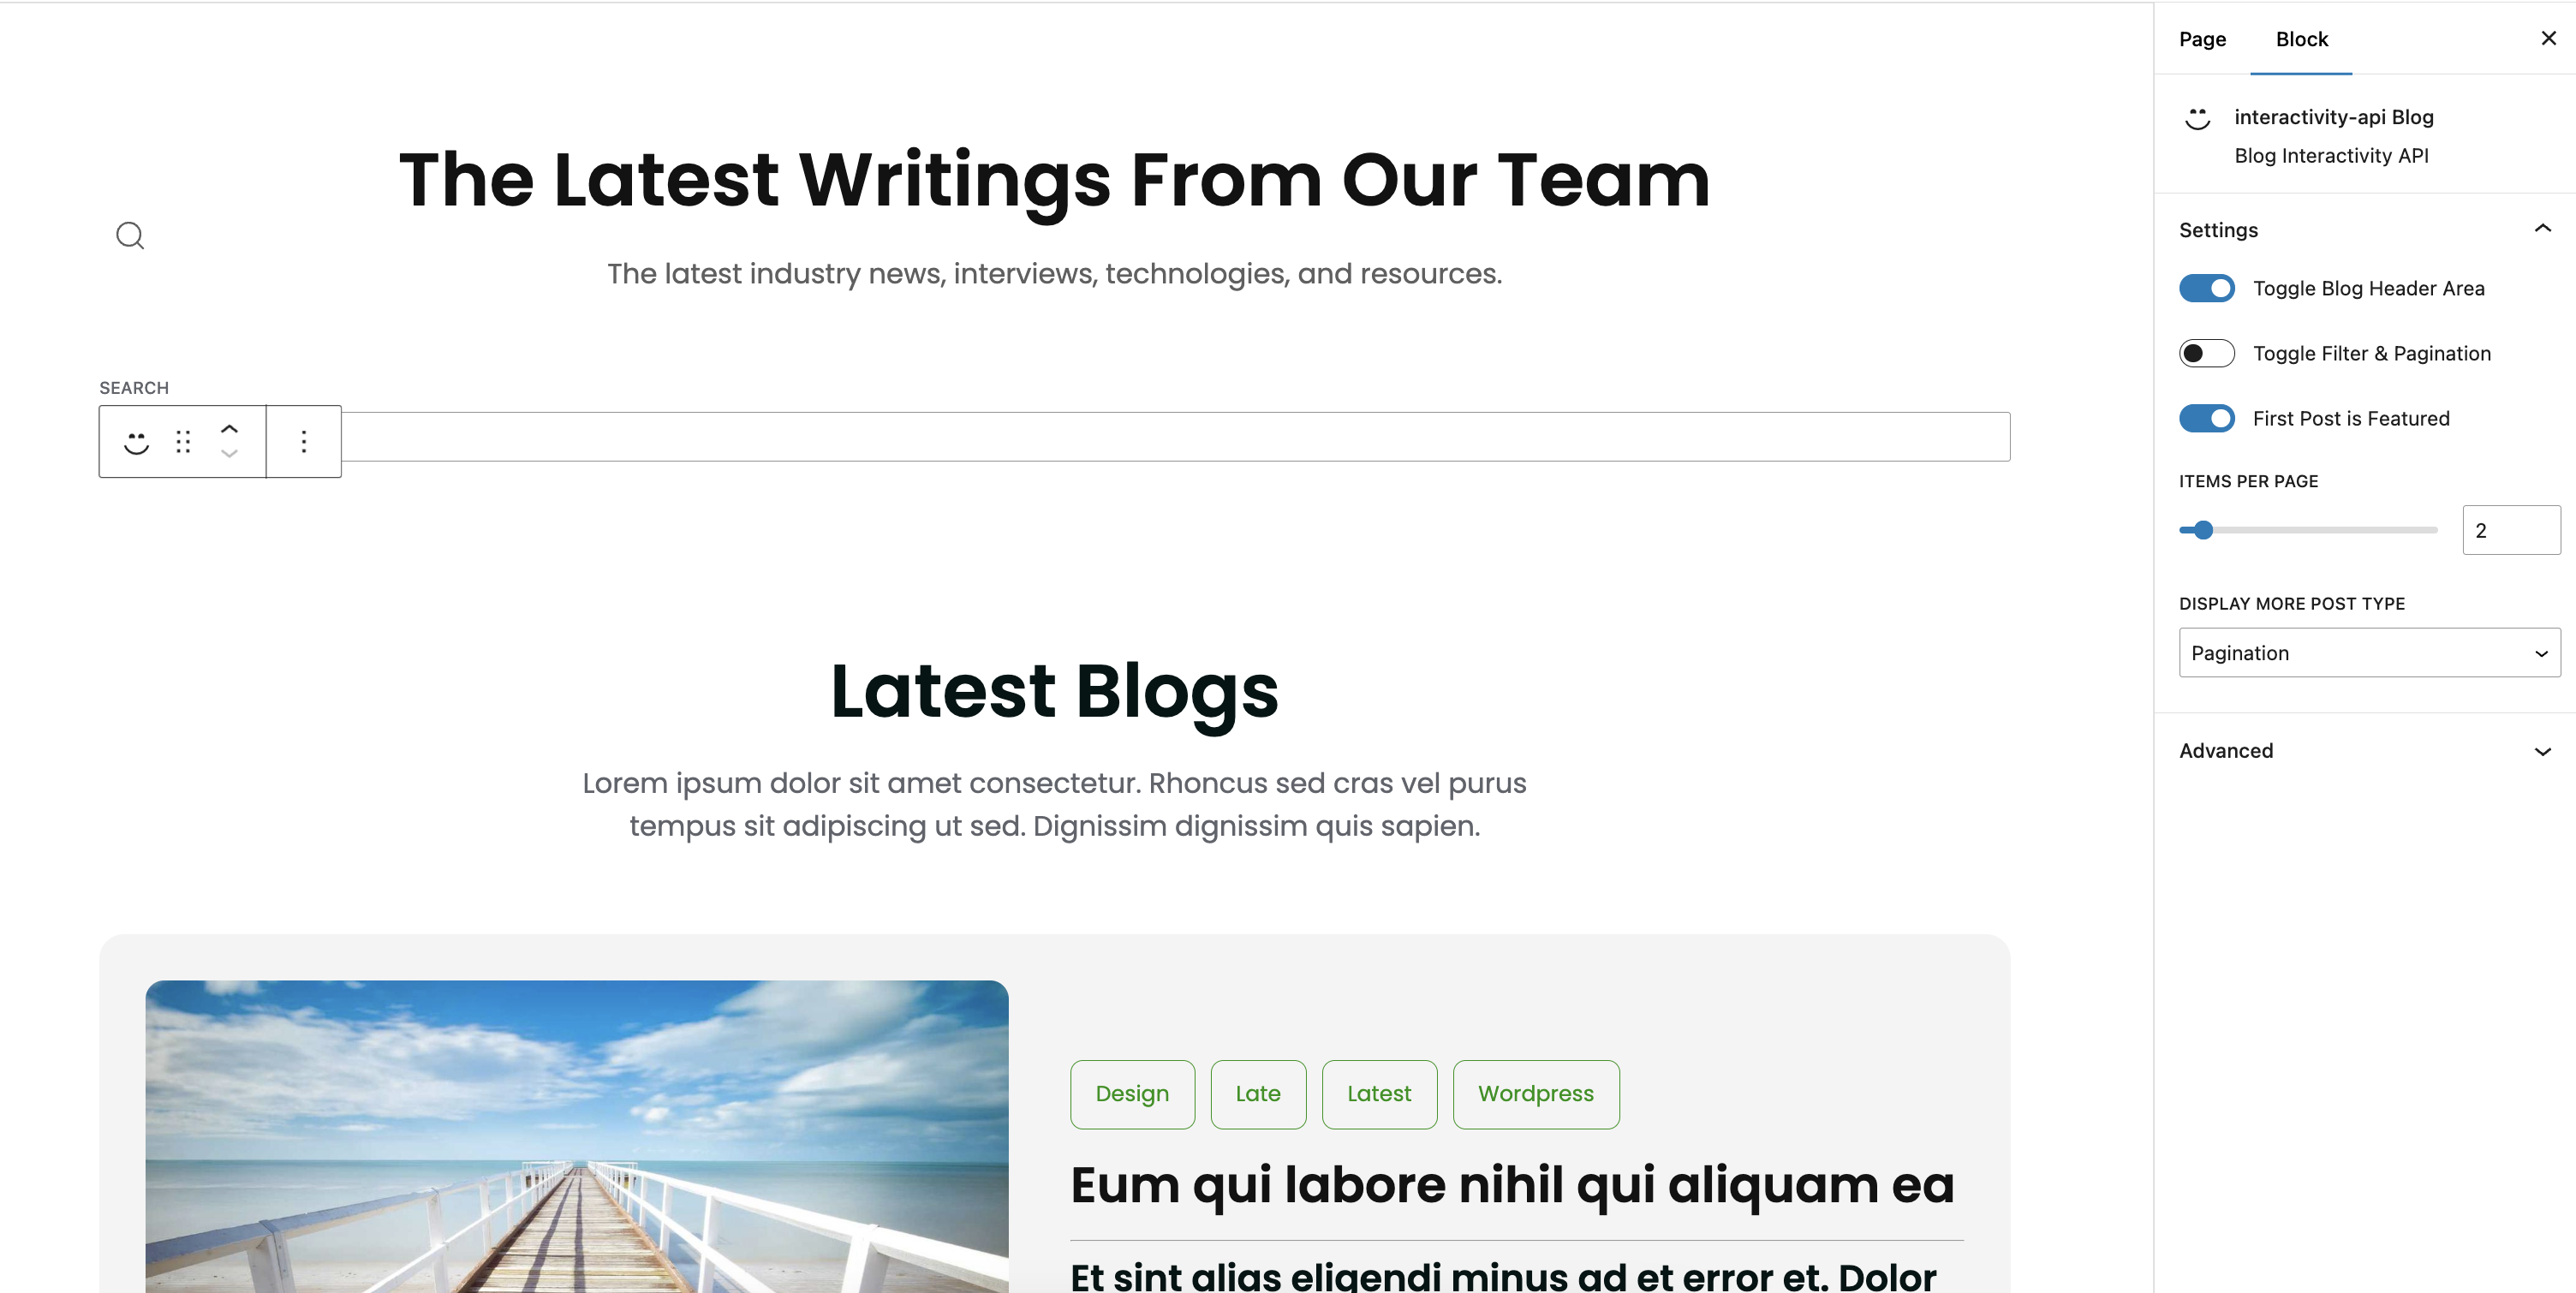 The Latest Writings From Our Team
The latest industry news, interviews, technologies, and resources.
SEARCH
Latest Blogs
Lorem ipsum dolor sit amet consectetur. Rhoncus sed cras vel purus
tempus sit adipiscing ut sed. Dignissim dignissim quis sapien.
Design Late Latest Wordpress
Eum qui labore nihil qui aliquam ea
Et sint alias eligendi minus ad et error et. Dolor
Page Block
interactivity-api Blog
Blog Interactivity API
Settings
Toggle Blog Header Area
Toggle Filter & Pagination
First Post is Featured
ITEMS PER PAGE
2
DISPLAY MORE POST TYPE
Pagination
Advanced